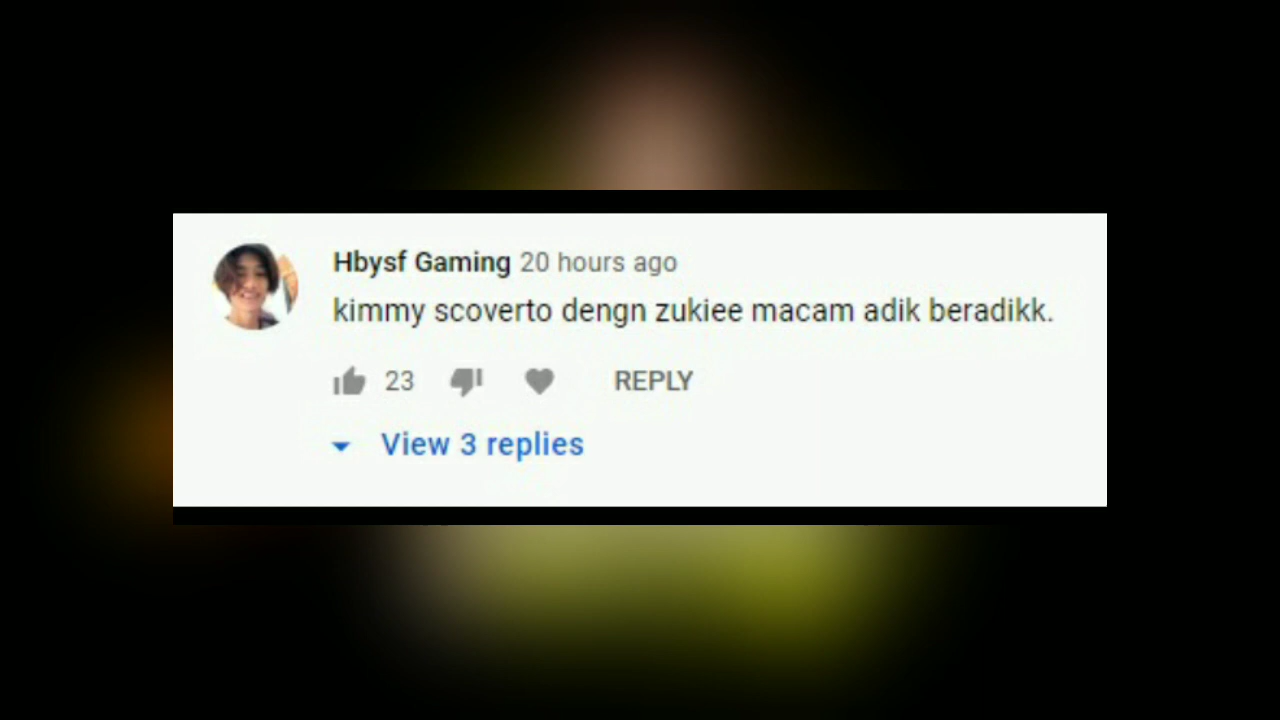 Hbysf Gaming 20 hours ago
kimmy scoverto dengn zukiee macam adik beradikk.
23 REPLY
View 3 replies